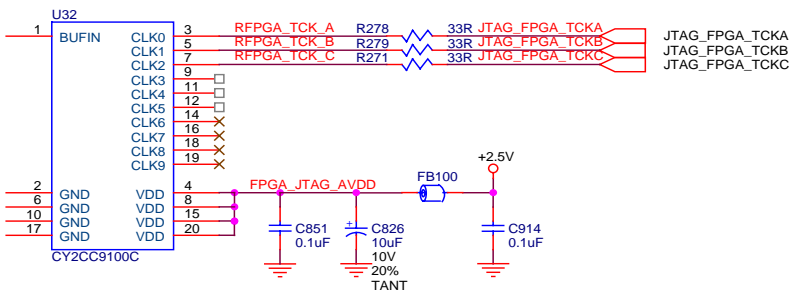 U32
1 BUFIN CLK0 3 RFPGA_TCK_A R278 33R JTAG_FPGA_TCKA JTAG_FPGA_TCKA
CLK1 5 RFPGA_TCK_B R279 33R JTAG_FPGA_TCKB JTAG_FPGA_TCKB
CLK2 7 RFPGA_TCK_C R271 33R JTAG_FPGA_TCKC JTAG_FPGA_TCKC
CLK3 9
CLK4 11
CLK5 12
CLK6 14
CLK7 16
CLK8 18
CLK9 19
+2.5V
2 GND VDD 4 FPGA_JTAG_AVDD FB100
6 GND VDD 8
10 GND VDD 15
17 GND VDD 20
C851 C826 C914
0.1uF 10uF 0.1uF
10V
20%
TANT
CY2CC9100C